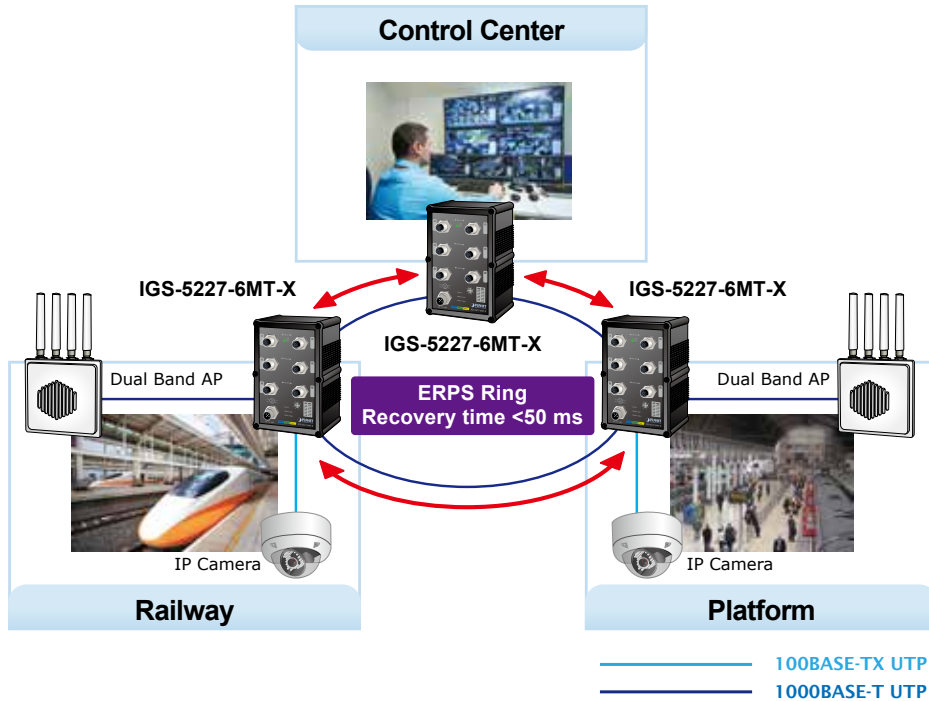 Control Center
IGS-5227-6MT-X
IGS-5227-6MT-X
IGS-5227-6MT-X
Dual Band AP
Dual Band AP
ERPS Ring
Recovery time <50 ms
IP Camera
IP Camera
Railway
Platform
100BASE-TX UTP
1000BASE-T UTP